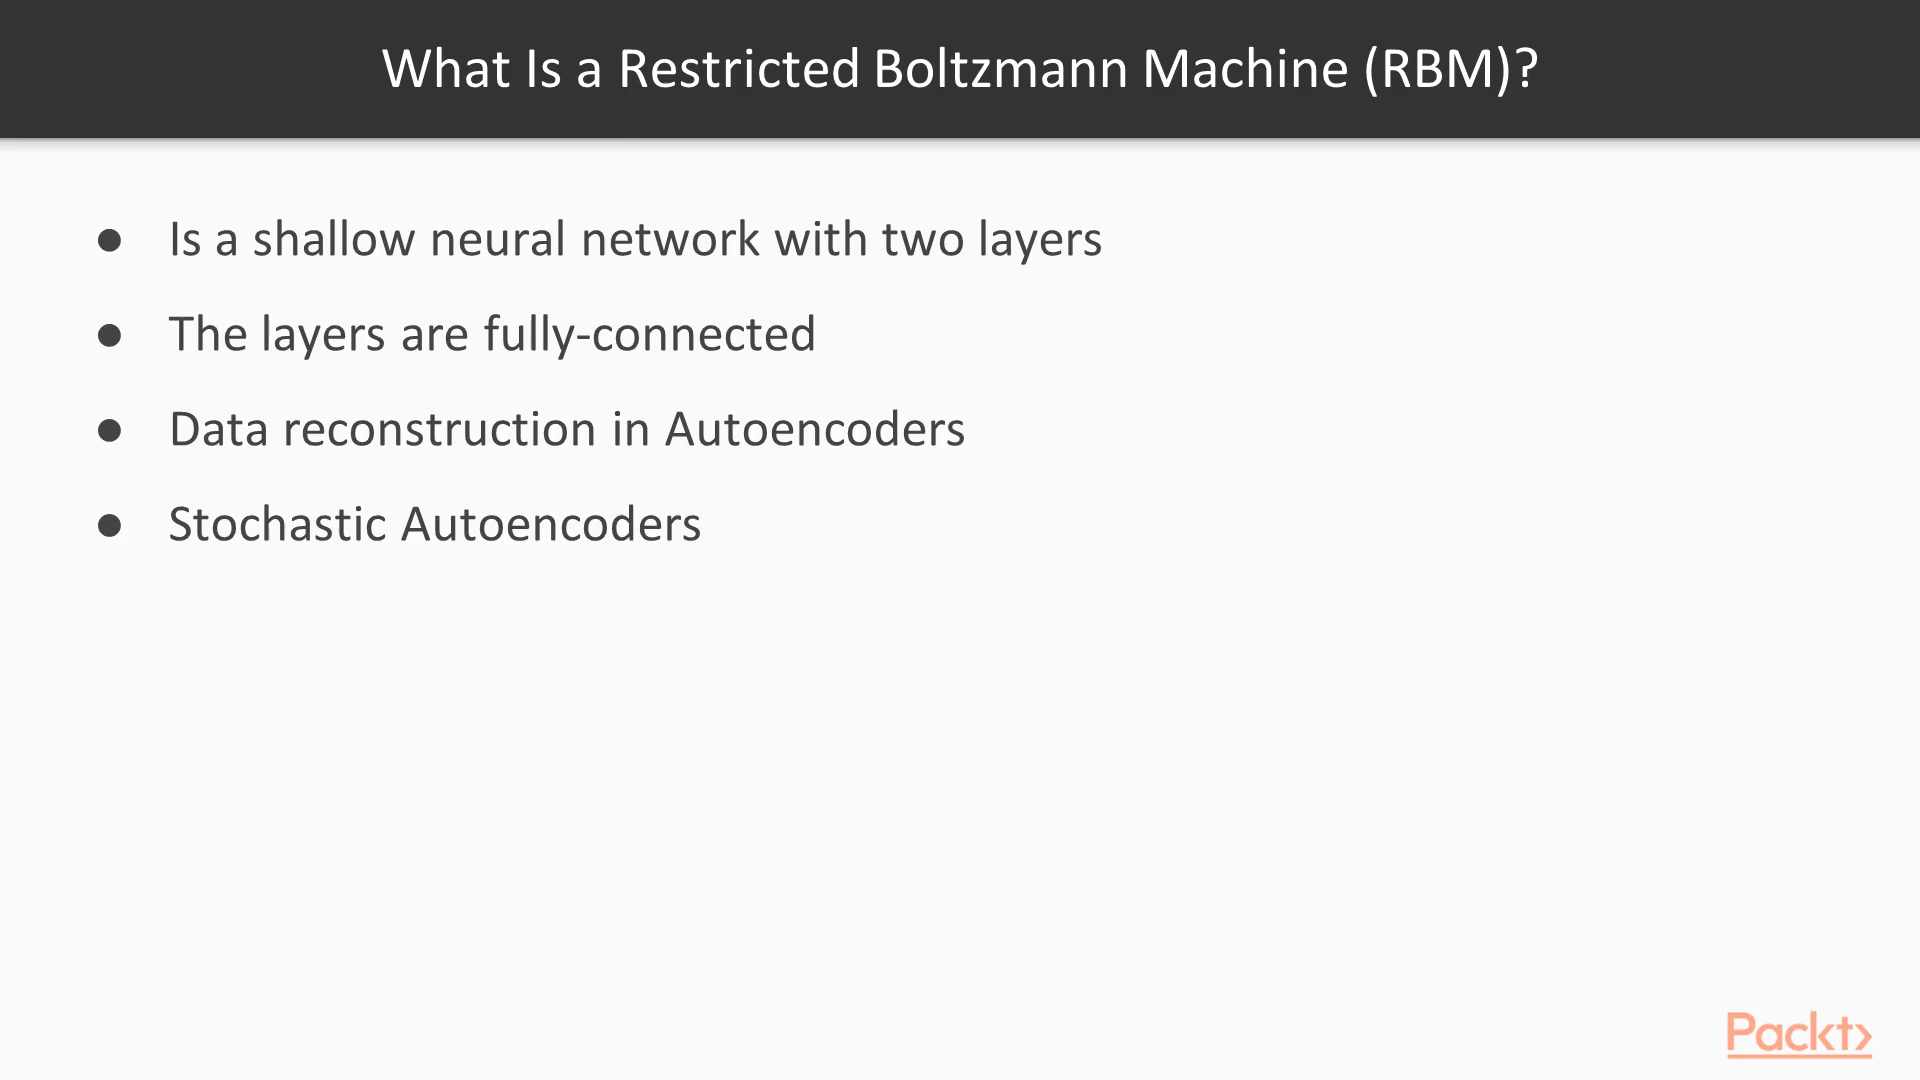 What Is a Restricted Boltzmann Machine (RBM)?
● Is a shallow neural network with two layers
● The layers are fully-connected
● Data reconstruction in Autoencoders
● Stochastic Autoencoders
Packt>